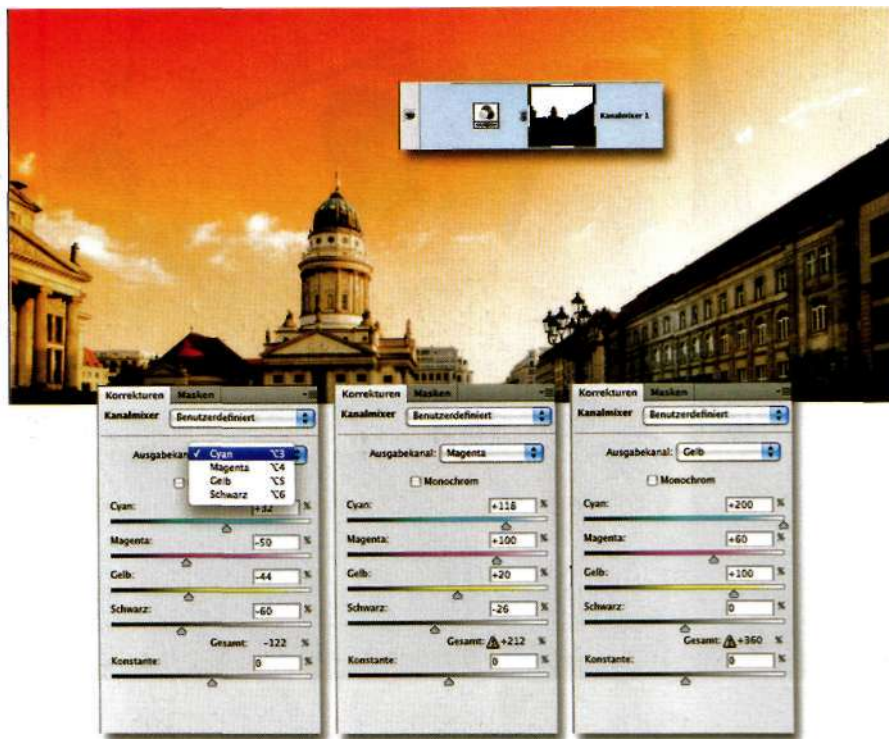 Kanalmixer 1
Korrekturen Masken
Kanalmixer Benutzerdefiniert
Ausgabekan
✓ Cyan ⌥3
Magenta ⌥4
Gelb ⌥5
Schwarz ⌥6
Cyan: +32 %
Magenta: -50 %
Gelb: -44 %
Schwarz: -60 %
Gesamt: -122 %
Konstante: 0 %
Korrekturen Masken
Kanalmixer Benutzerdefiniert
Ausgabekanal: Magenta
Monochrom
Cyan: +118 %
Magenta: +100 %
Gelb: +20 %
Schwarz: -26 %
Gesamt: +212 %
Konstante: 0 %
Korrekturen Masken
Kanalmixer Benutzerdefiniert
Ausgabekanal: Gelb
Monochrom
Cyan: +200 %
Magenta: +60 %
Gelb: +100 %
Schwarz: 0 %
Gesamt: +360 %
Konstante: 0 %